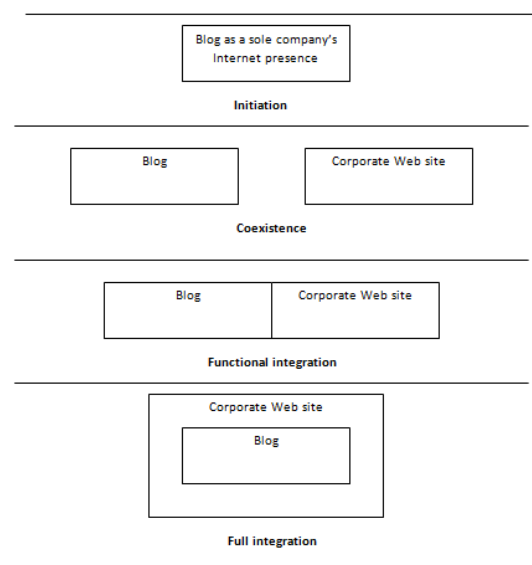 Blog as a sole company's
Internet presence
Initiation
Blog
Corporate Web site
Coexistence
Blog
Corporate Web site
Functional integration
Corporate Web site
Blog
Full integration